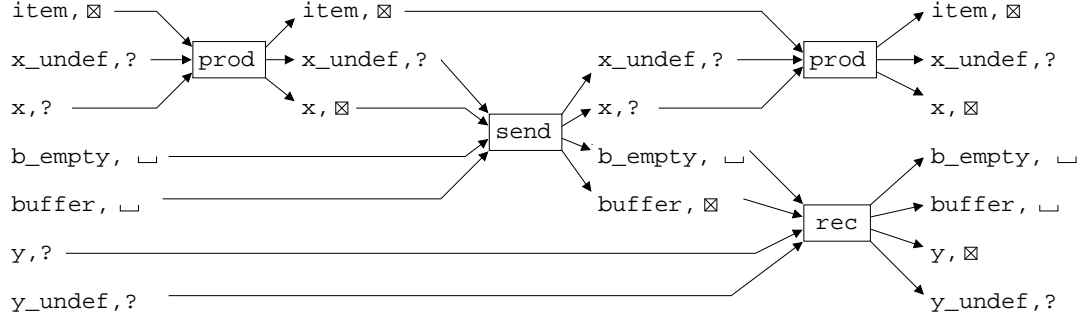 item,☒ item,☒ item,☒
x_undef,? prod x_undef,? x_undef,? prod x_undef,?
x,? x,☒ x,? x,☒
send
b_empty, ⎵ b_empty, ⎵ b_empty, ⎵
buffer, ⎵ buffer,☒ buffer, ⎵
rec
y,? y,☒
y_undef,? y_undef,?